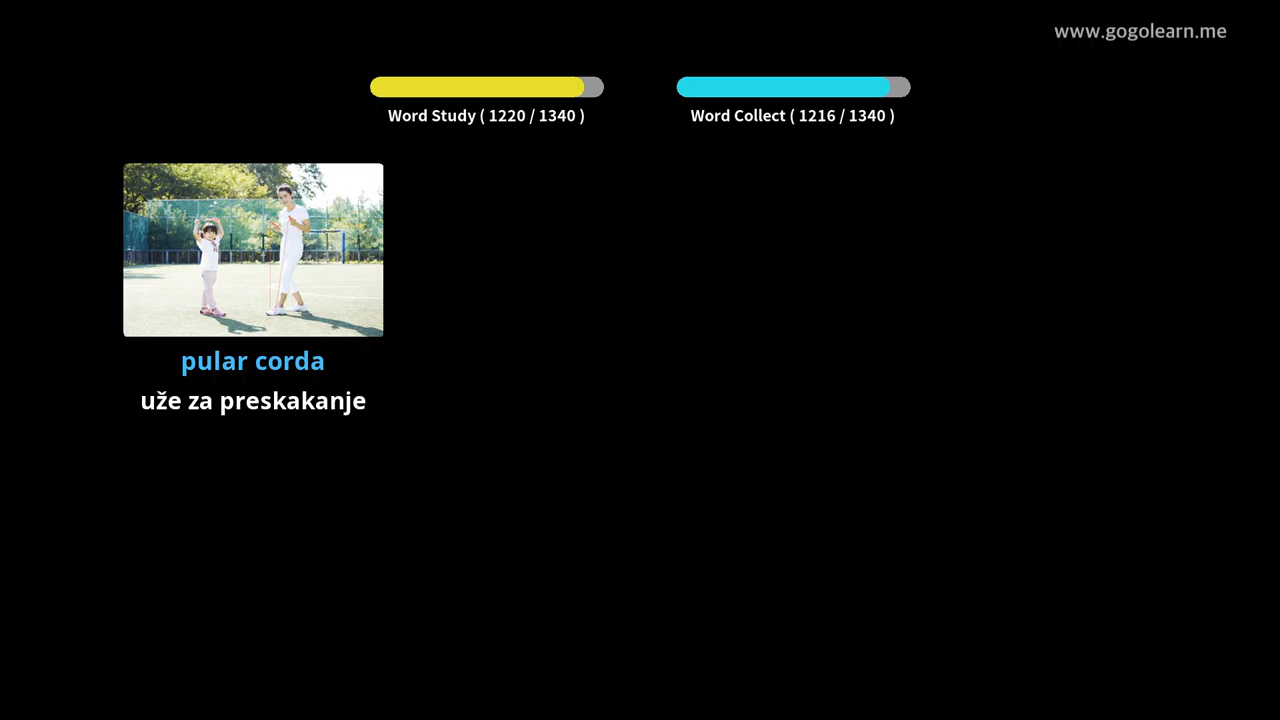 www.gogolearn.me
Word Study ( 1220 / 1340 )
Word Collect ( 1216 / 1340 )
pular corda
uže za preskakanje